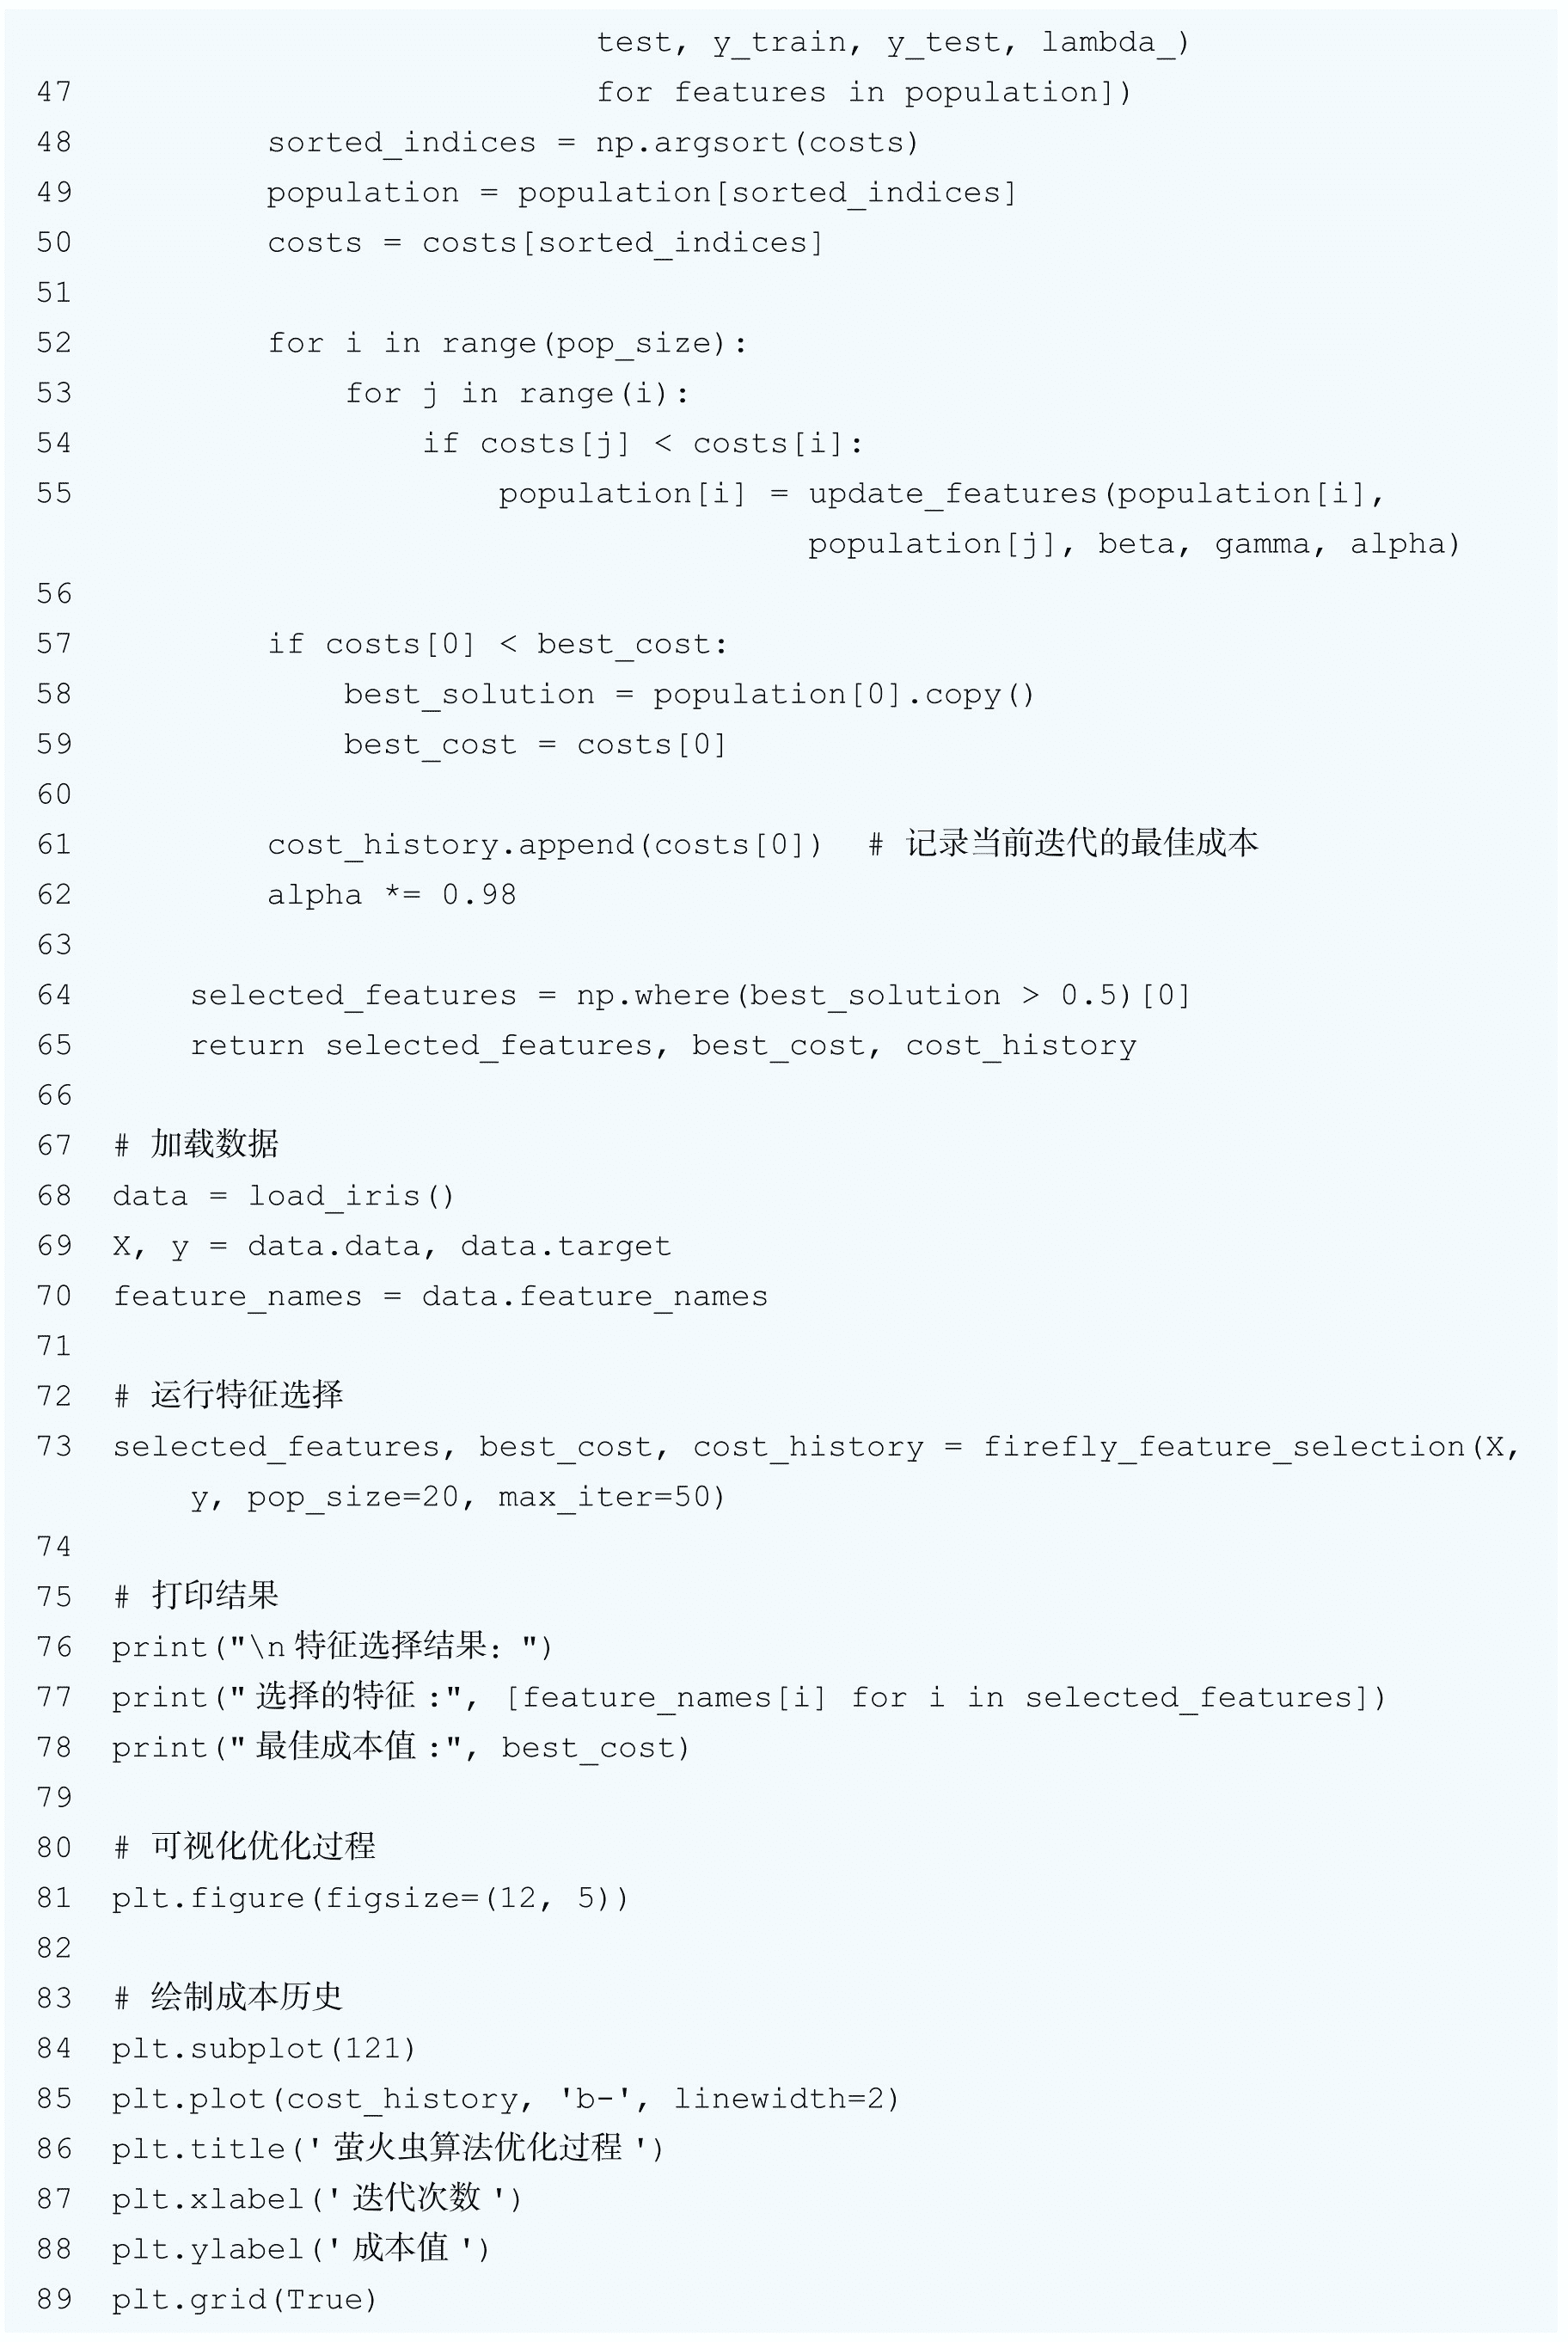 test, y_train, y_test, lambda_)
47                           for features in population])
48          sorted_indices = np.argsort(costs)
49          population = population[sorted_indices]
50          costs = costs[sorted_indices]
51
52          for i in range(pop_size):
53              for j in range(i):
54                  if costs[j] < costs[i]:
55                      population[i] = update_features(population[i],
                                        population[j], beta, gamma, alpha)
56
57          if costs[0] < best_cost:
58              best_solution = population[0].copy()
59              best_cost = costs[0]
60
61          cost_history.append(costs[0])  # 记录当前迭代的最佳成本
62          alpha *= 0.98
63
64      selected_features = np.where(best_solution > 0.5)[0]
65      return selected_features, best_cost, cost_history
66
67  # 加载数据
68  data = load_iris()
69  X, y = data.data, data.target
70  feature_names = data.feature_names
71
72  # 运行特征选择
73  selected_features, best_cost, cost_history = firefly_feature_selection(X,
        y, pop_size=20, max_iter=50)
74
75  # 打印结果
76  print("\n特征选择结果：")
77  print("选择的特征:", [feature_names[i] for i in selected_features])
78  print("最佳成本值:", best_cost)
79
80  # 可视化优化过程
81  plt.figure(figsize=(12, 5))
82
83  # 绘制成本历史
84  plt.subplot(121)
85  plt.plot(cost_history, 'b-', linewidth=2)
86  plt.title('萤火虫算法优化过程')
87  plt.xlabel('迭代次数')
88  plt.ylabel('成本值')
89  plt.grid(True)